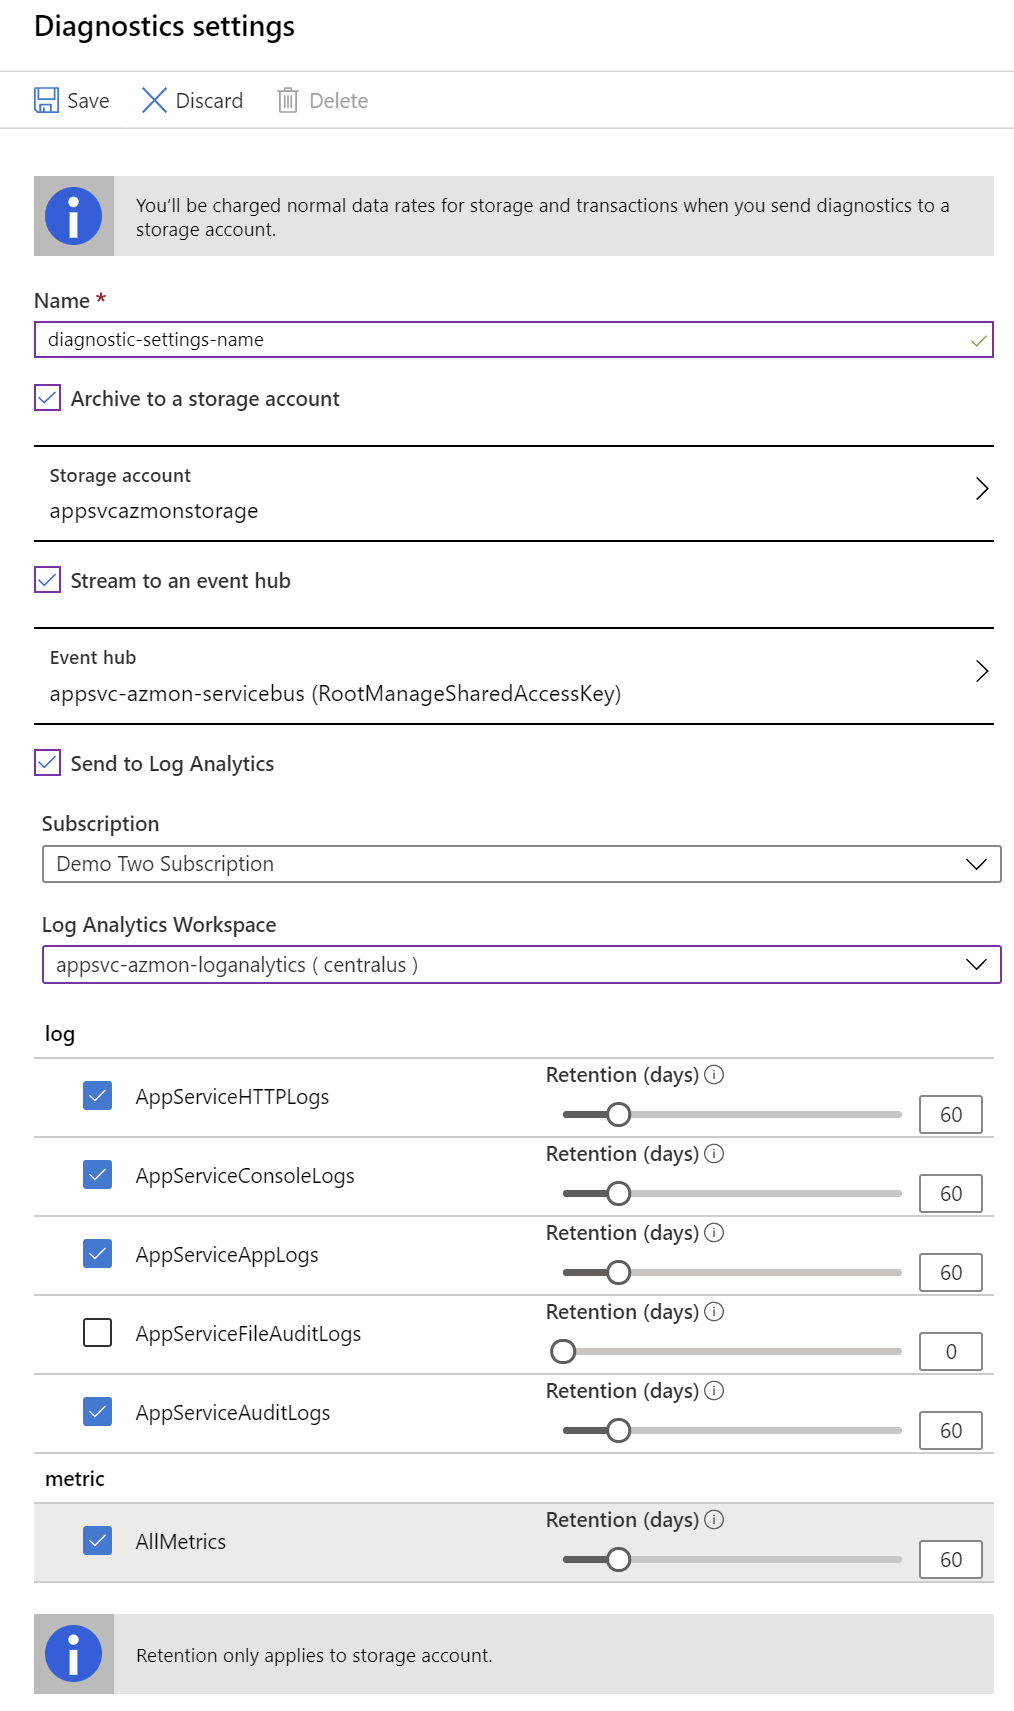 Diagnostics settings
Save Discard Delete
You'll be charged normal data rates for storage and transactions when you send diagnostics to a
storage account.
Name *
diagnostic-settings-name
Archive to a storage account
Storage account
appsvcazmonstorage
Stream to an event hub
Event hub
appsvc-azmon-servicebus (RootManageSharedAccessKey)
Send to Log Analytics
Subscription
Demo Two Subscription
Log Analytics Workspace
appsvc-azmon-loganalytics ( centralus )
log
Retention (days)
AppServiceHTTPLogs 60
Retention (days)
AppServiceConsoleLogs 60
Retention (days)
AppServiceAppLogs 60
Retention (days)
AppServiceFileAuditLogs 0
Retention (days)
AppServiceAuditLogs 60
metric
Retention (days)
AllMetrics 60
Retention only applies to storage account.